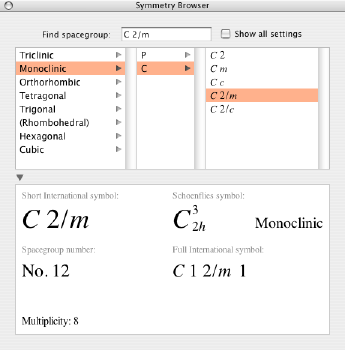 Symmetry Browser
Find spacegroup: C 2/m Show all settings
Triclinic P C 2
Monoclinic C C m
Orthorhombic C c
Tetragonal C 2/m
Trigonal C 2/c
(Rhombohedral)
Hexagonal
Cubic
Short International symbol: Schoenflies symbol:
C 2/m C 3 2h Monoclinic
Spacegroup number: Full International symbol:
No. 12 C 1 2/m 1
Multiplicity: 8